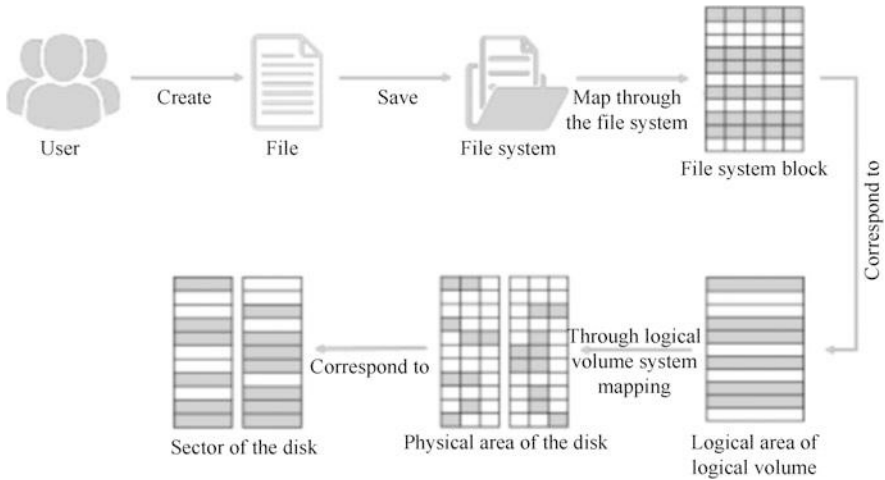 Create
Save
Map through
the file system
User
File
File system
File system block
Correspond to
Through logical
volume system
mapping
Correspond to
Sector of the disk
Physical area of the disk
Logical area of
logical volume